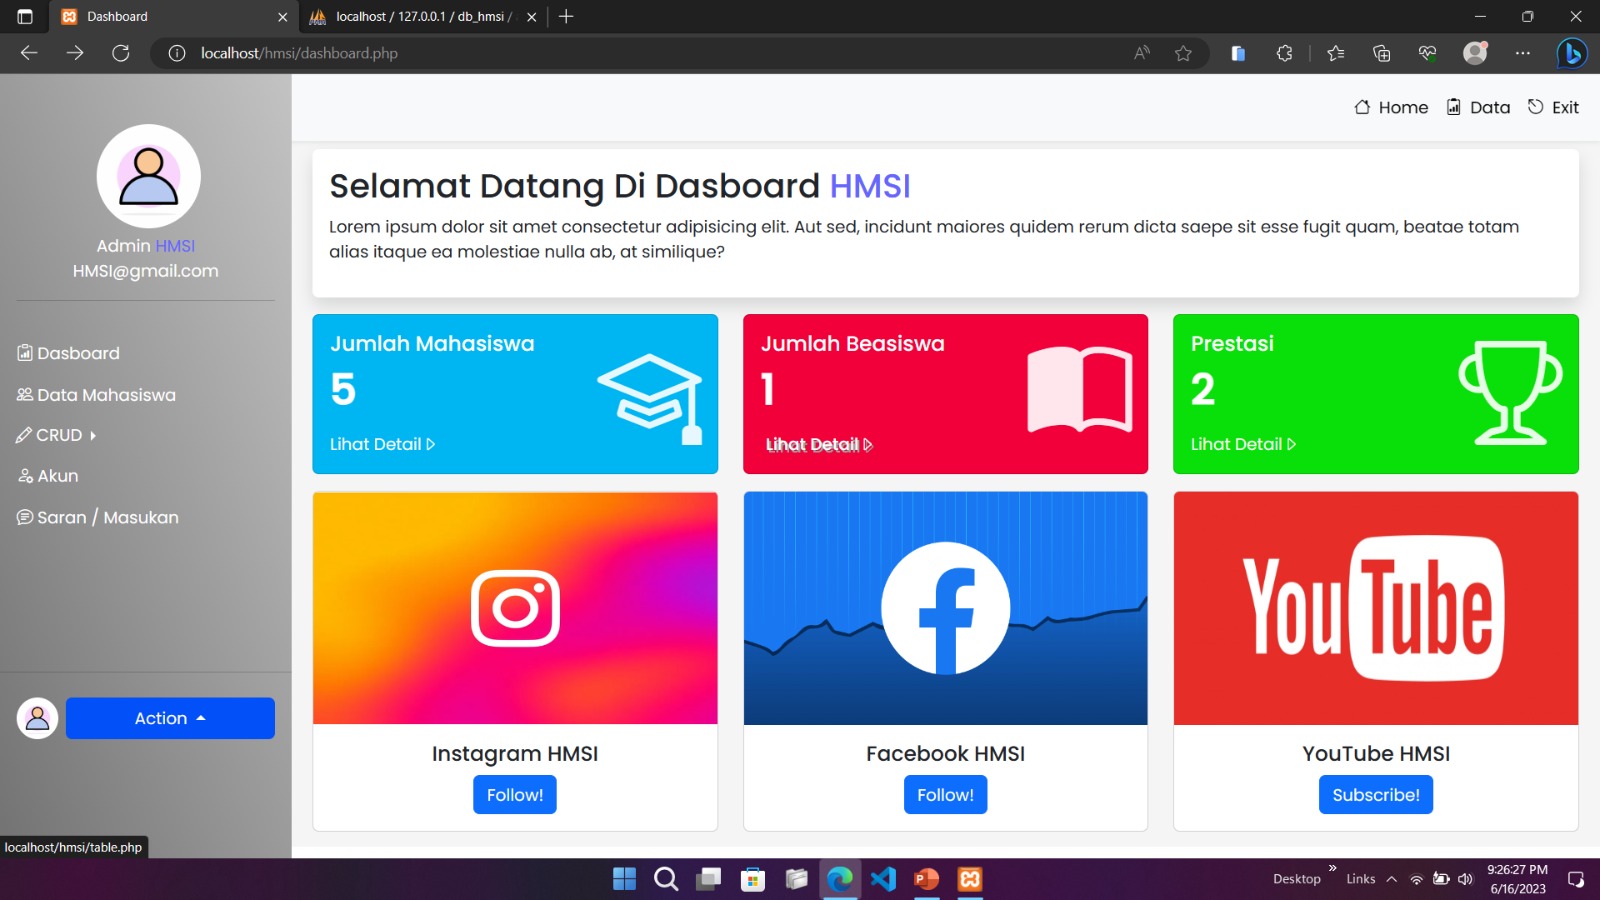 Dashboard
localhost / 127.0.0.1 / db_hmsi /
localhost/hmsi/dashboard.php
Home Data Exit
Admin HMSI
HMSI@gmail.com
Dasboard
Data Mahasiswa
CRUD
Akun
Saran / Masukan
Action
Selamat Datang Di Dasboard HMSI
Lorem ipsum dolor sit amet consectetur adipisicing elit. Aut sed, incidunt maiores quidem rerum dicta saepe sit esse fugit quam, beatae totam
alias itaque ea molestiae nulla ab, at similique?
Jumlah Mahasiswa
5
Lihat Detail
Jumlah Beasiswa
1
Lihat Detail
Prestasi
2
Lihat Detail
Instagram HMSI
Follow!
Facebook HMSI
Follow!
YouTube
YouTube HMSI
Subscribe!
localhost/hmsi/table.php
Desktop
Links
9:26:27 PM
6/16/2023